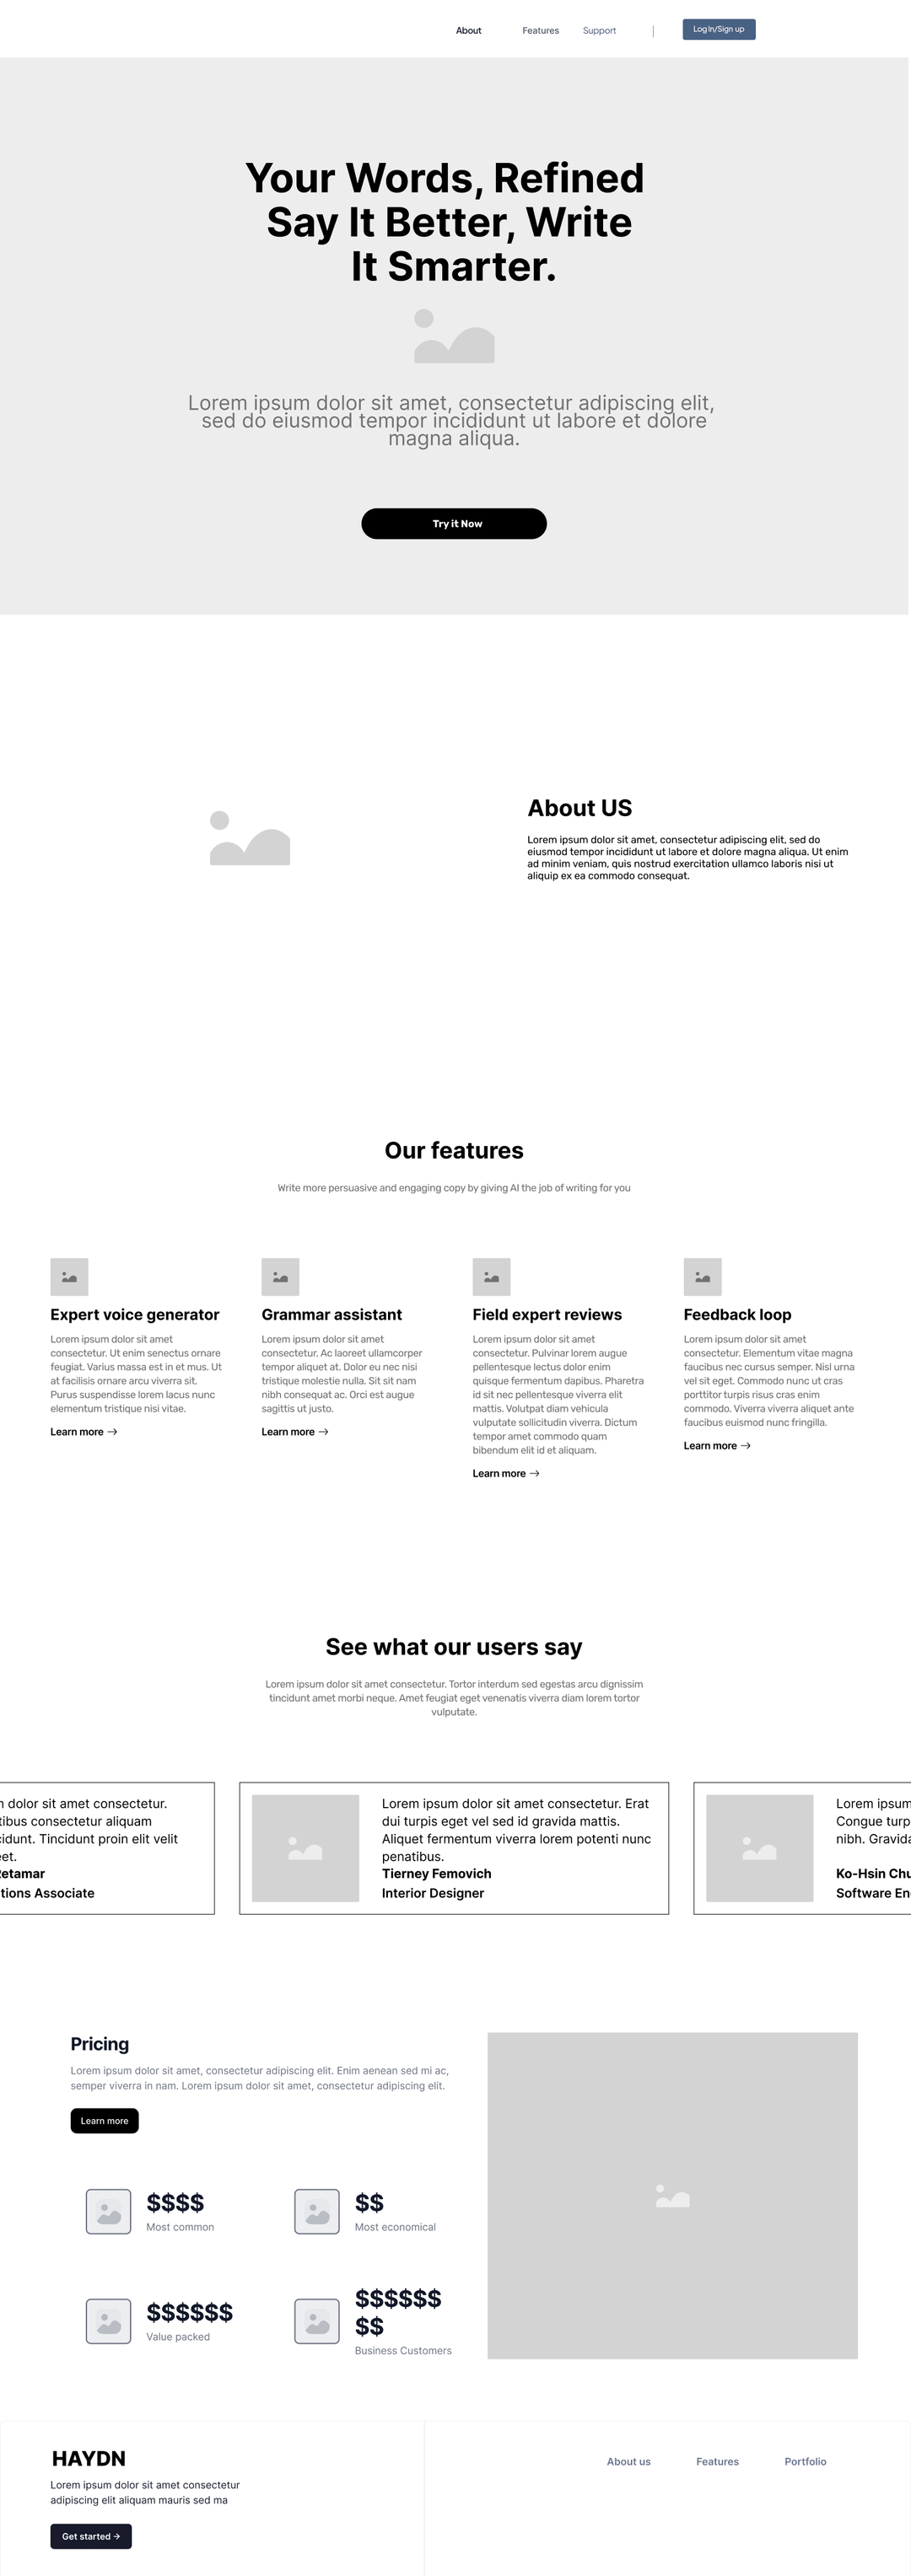 About Features Support | Log In/Sign up
Your Words, Refined
Say It Better, Write
It Smarter.
Lorem ipsum dolor sit amet, consectetur adipiscing elit,
sed do eiusmod tempor incididunt ut labore et dolore
magna aliqua.
Try it Now
About US
Lorem ipsum dolor sit amet, consectetur adipiscing elit, sed do
eiusmod tempor incididunt ut labore et dolore magna aliqua. Ut enim
ad minim veniam, quis nostrud exercitation ullamco laboris nisi ut
aliquip ex ea commodo consequat.
Our features
Write more persuasive and engaging copy by giving AI the job of writing for you
Expert voice generator
Lorem ipsum dolor sit amet
consectetur. Ut enim senectus ornare
feugiat. Varius massa est in et mus. Ut
at facilisis ornare arcu viverra sit.
Purus suspendisse lorem lacus nunc
elementum tristique nisi vitae.
Learn more →
Grammar assistant
Lorem ipsum dolor sit amet
consectetur. Ac laoreet ullamcorper
tempor aliquet at. Dolor eu nec nisi
tristique molestie nulla. Sit sit nam
nibh consequat ac. Orci est augue
sagittis ut justo.
Learn more →
Field expert reviews
Lorem ipsum dolor sit amet
consectetur. Pulvinar lorem augue
pellentesque lectus dolor enim
quisque fermentum dapibus. Pharetra
id sit nec pellentesque viverra elit
mattis. Volutpat diam vehicula
vulputate sollicitudin viverra. Dictum
tempor amet commodo quam
bibendum elit id et aliquam.
Learn more →
Feedback loop
Lorem ipsum dolor sit amet
consectetur. Elementum vitae magna
faucibus nec cursus semper. Nisl urna
vel sit eget. Commodo nunc ut cras
porttitor turpis risus cras enim
commodo. Viverra viverra aliquet ante
faucibus euismod nunc fringilla.
Learn more →
See what our users say
Lorem ipsum dolor sit amet consectetur. Tortor interdum sed egestas arcu dignissim
tincidunt amet morbi neque. Amet feugiat eget venenatis viverra diam lorem tortor
vulputate.
dolor sit amet consectetur.
consectetur aliquam
Tincidunt proin elit velit
Associate
Lorem ipsum dolor sit amet consectetur. Erat
dui turpis eget vel sed id gravida mattis.
Aliquet fermentum viverra lorem potenti nunc
penatibus.
Tierney Femovich
Interior Designer
Lorem ipsum
Congue
nibh.
Ko-Hsin
Software
Pricing
Lorem ipsum dolor sit amet, consectetur adipiscing elit. Enim aenean sed mi ac,
semper viverra in nam. Lorem ipsum dolor sit amet, consectetur adipiscing elit.
Learn more
$$$$
Most common
$$
Most economical
$$$$$$
Value packed
$$$$$$
$$
Business Customers
HAYDN
Lorem ipsum dolor sit amet consectetur
adipiscing elit aliquam mauris sed ma
Get started →
About us Features Portfolio